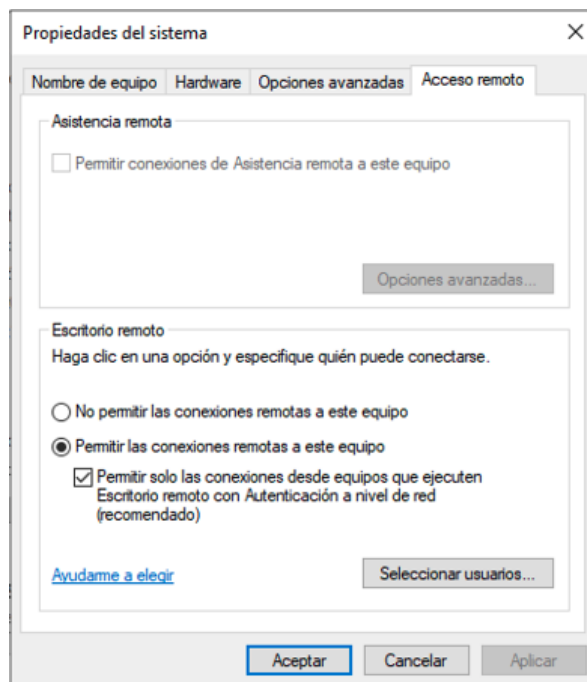 Propiedades del sistema
Nombre de equipo Hardware Opciones avanzadas Acceso remoto
Asistencia remota
Permitir conexiones de Asistencia remota a este equipo
Opciones avanzadas...
Escritorio remoto
Haga clic en una opción y especifique quién puede conectarse.
No permitir las conexiones remotas a este equipo
Permitir las conexiones remotas a este equipo
Permitir solo las conexiones desde equipos que ejecuten
Escritorio remoto con Autenticación a nivel de red
(recomendado)
Ayudarme a elegir Seleccionar usuarios...
Aceptar Cancelar Aplicar